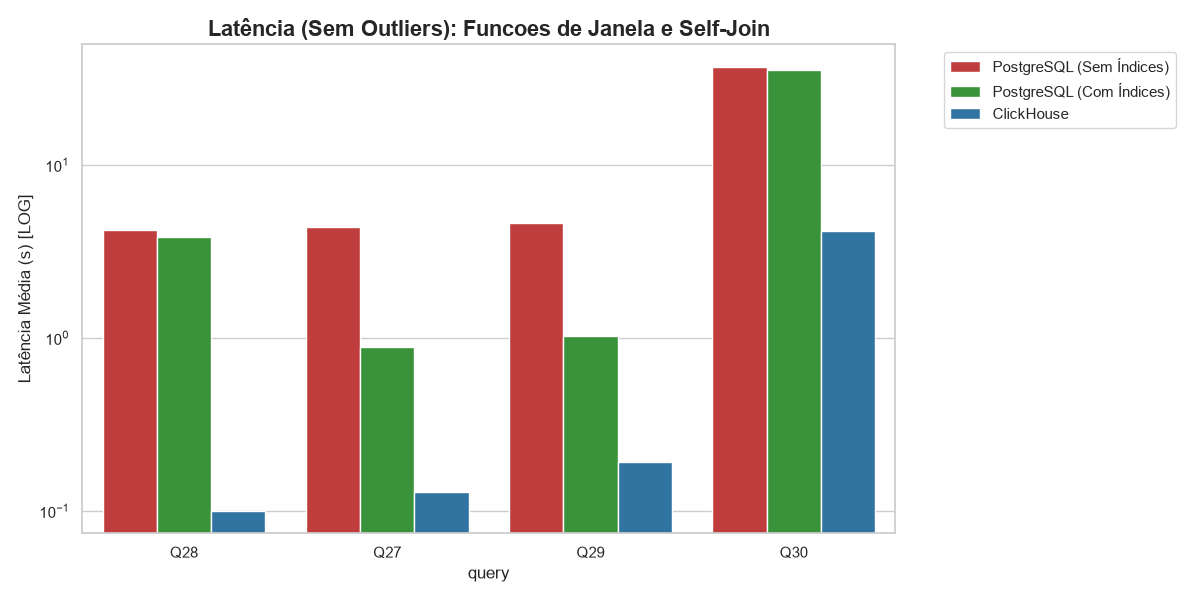 Latência (Sem Outliers): Funcoes de Janela e Self-Join
PostgreSQL (Sem Índices)
PostgreSQL (Com Índices)
ClickHouse
Latência Média (s) [LOG]
10¹
10⁰
10⁻¹
Q28 Q27 Q29 Q30
query